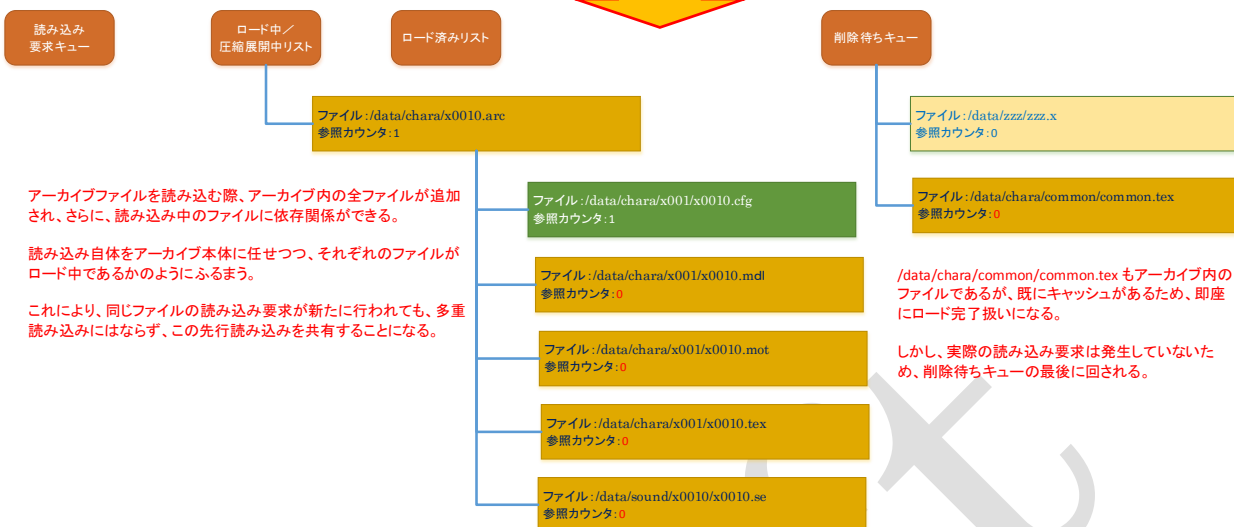 読み込み
要求キュー
ロード中／
圧縮展開中リスト
ロード済みリスト
削除待ちキュー
ファイル:/data/chara/x0010.arc
参照カウンタ:1
ファイル:/data/zzz/zzz.x
参照カウンタ:0
アーカイブファイルを読み込む際、アーカイブ内の全ファイルが追加
され、さらに、読み込み中のファイルに依存関係ができる。
読み込み自体をアーカイブ本体に任せつつ、それぞれのファイルが
ロード中であるかのようにふるまう。
これにより、同じファイルの読み込み要求が新たに行われても、多重
読み込みにはならず、この先行読み込みを共有することになる。
ファイル:/data/chara/x001/x0010.cfg
参照カウンタ:1
ファイル:/data/chara/common/common.tex
参照カウンタ:0
ファイル:/data/chara/x001/x0010.mdl
参照カウンタ:0
/data/chara/common/common.tex もアーカイブ内の
ファイルであるが、既にキャッシュがあるため、即座
にロード完了扱いになる。
しかし、実際の読み込み要求は発生していないた
め、削除待ちキューの最後に回される。
ファイル:/data/chara/x001/x0010.mot
参照カウンタ:0
ファイル:/data/chara/x001/x0010.tex
参照カウンタ:0
ファイル:/data/sound/x0010/x0010.se
参照カウンタ:0